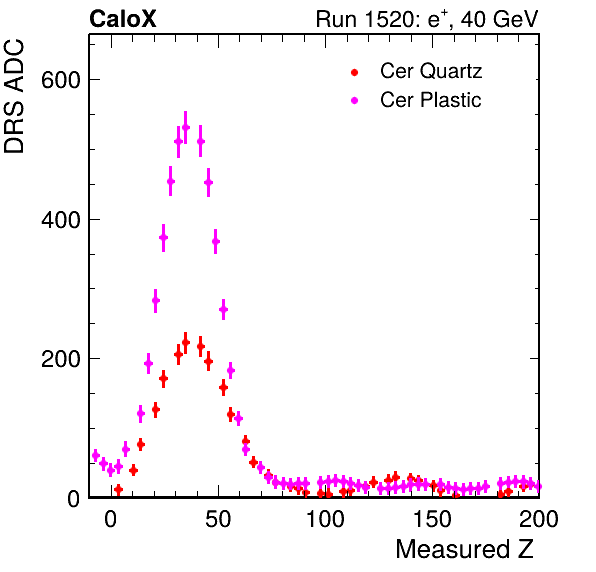 CaloX Run 1520: e⁺, 40 GeV
DRS ADC
Cer Quartz
Cer Plastic
600
400
200
0
0 50 100 150 200
Measured Z